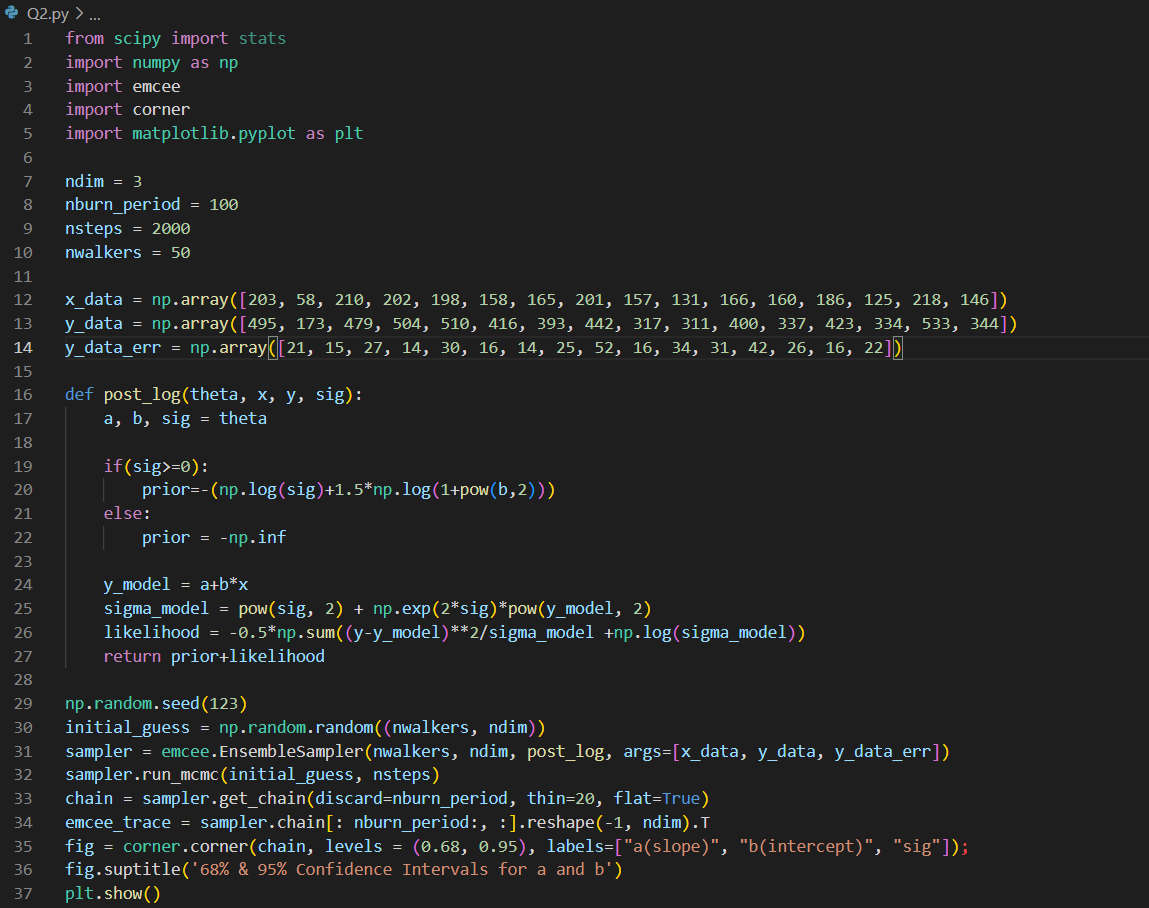 Q2.py > ...
1 from scipy import stats
2 import numpy as np
3 import emcee
4 import corner
5 import matplotlib.pyplot as plt
6
7 ndim = 3
8 nburn_period = 100
9 nsteps = 2000
10 nwalkers = 50
11
12 x_data = np.array([203, 58, 210, 202, 198, 158, 165, 201, 157, 131, 166, 160, 186, 125, 218, 146])
13 y_data = np.array([495, 173, 479, 504, 510, 416, 393, 442, 317, 311, 400, 337, 423, 334, 533, 344])
14 y_data_err = np.array([21, 15, 27, 14, 30, 16, 14, 25, 52, 16, 34, 31, 42, 26, 16, 22])
15
16 def post_log(theta, x, y, sig):
17     a, b, sig = theta
18
19     if(sig>=0):
20         prior=-(np.log(sig)+1.5*np.log(1+pow(b,2)))
21     else:
22         prior = -np.inf
23
24     y_model = a+b*x
25     sigma_model = pow(sig, 2) + np.exp(2*sig)*pow(y_model, 2)
26     likelihood = -0.5*np.sum((y-y_model)**2/sigma_model +np.log(sigma_model))
27     return prior+likelihood
28
29 np.random.seed(123)
30 initial_guess = np.random.random((nwalkers, ndim))
31 sampler = emcee.EnsembleSampler(nwalkers, ndim, post_log, args=[x_data, y_data, y_data_err])
32 sampler.run_mcmc(initial_guess, nsteps)
33 chain = sampler.get_chain(discard=nburn_period, thin=20, flat=True)
34 emcee_trace = sampler.chain[: nburn_period:, :].reshape(-1, ndim).T
35 fig = corner.corner(chain, levels = (0.68, 0.95), labels=["a(slope)", "b(intercept)", "sig"]);
36 fig.suptitle('68% & 95% Confidence Intervals for a and b')
37 plt.show()